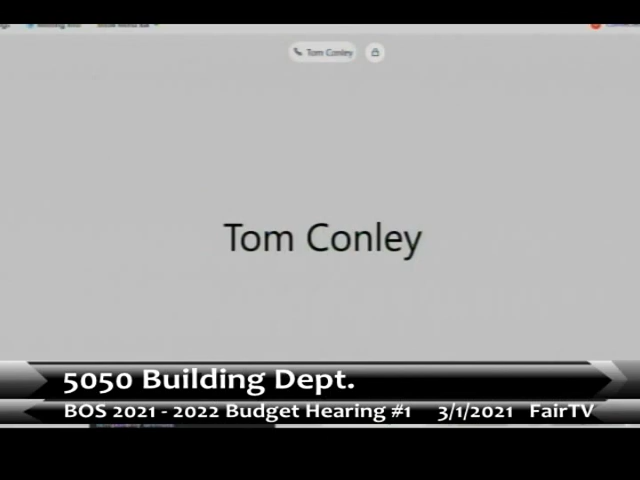 Tom Conley
Tom Conley
5050 Building Dept.
BOS 2021 - 2022 Budget Hearing #1 3/1/2021 FairTV